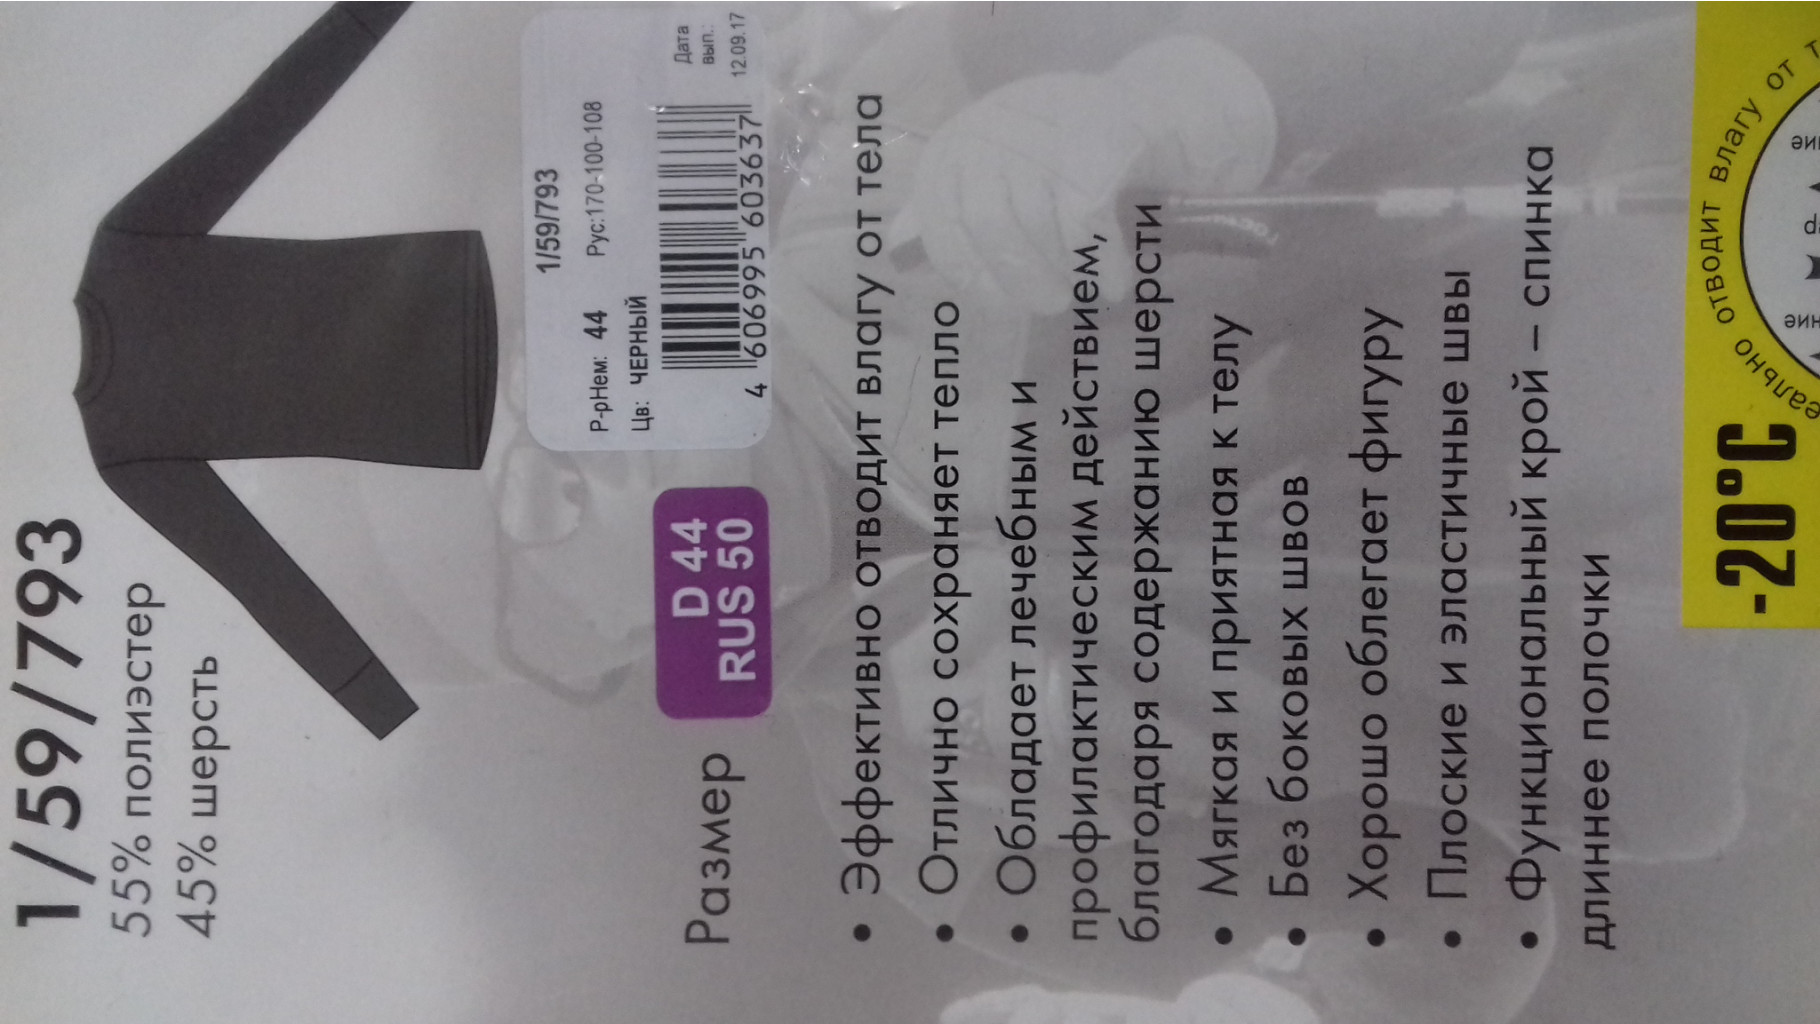 1/59/793
55% полиэстер
45% шерсть
1/59/793
Р-рНем: 44 Рус:170-100-108
Цв: ЧЕРНЫЙ
Дата
вып.:
12.09.17
4 606995 603637
Размер
D 44
RUS 50
• Эффективно отводит влагу от тела
• Отлично сохраняет тепло
• Обладает лечебным и
профилактическим действием,
благодаря содержанию шерсти
• Мягкая и приятная к телу
• Без боковых швов
• Хорошо облегает фигуру
• Плоские и эластичные швы
• Функциональный крой – спинка
длиннее полочки
-20°C
отводит влагу от